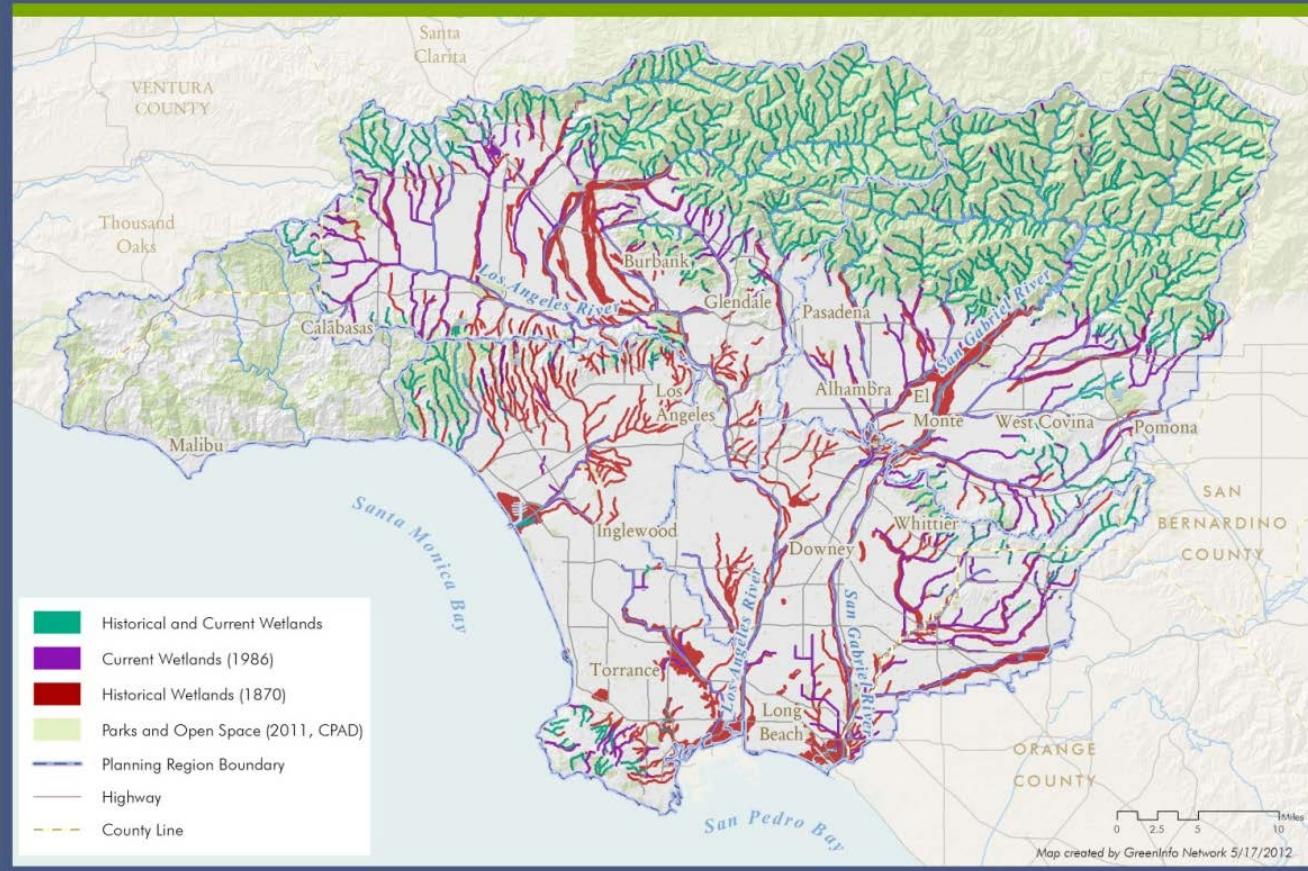 Santa
Clarita
VENTURA
COUNTY
Thousand
Oaks
Burbank
Los Angeles River
Glendale
Pasadena
San Gabriel River
Calabasas
Los
Angeles
Alhambra
El
Monte
West Covina
Pomona
Malibu
SAN
BERNARDINO
COUNTY
Santa Monica Bay
Inglewood
Whittier
Downey
Los Angeles River
San Gabriel River
Torrance
Long
Beach
ORANGE
COUNTY
San Pedro Bay
Historical and Current Wetlands
Current Wetlands (1986)
Historical Wetlands (1870)
Parks and Open Space (2011, CPAD)
Planning Region Boundary
Highway
County Line
Miles
0 2.5 5 10
Map created by GreenInfo Network 5/17/2012